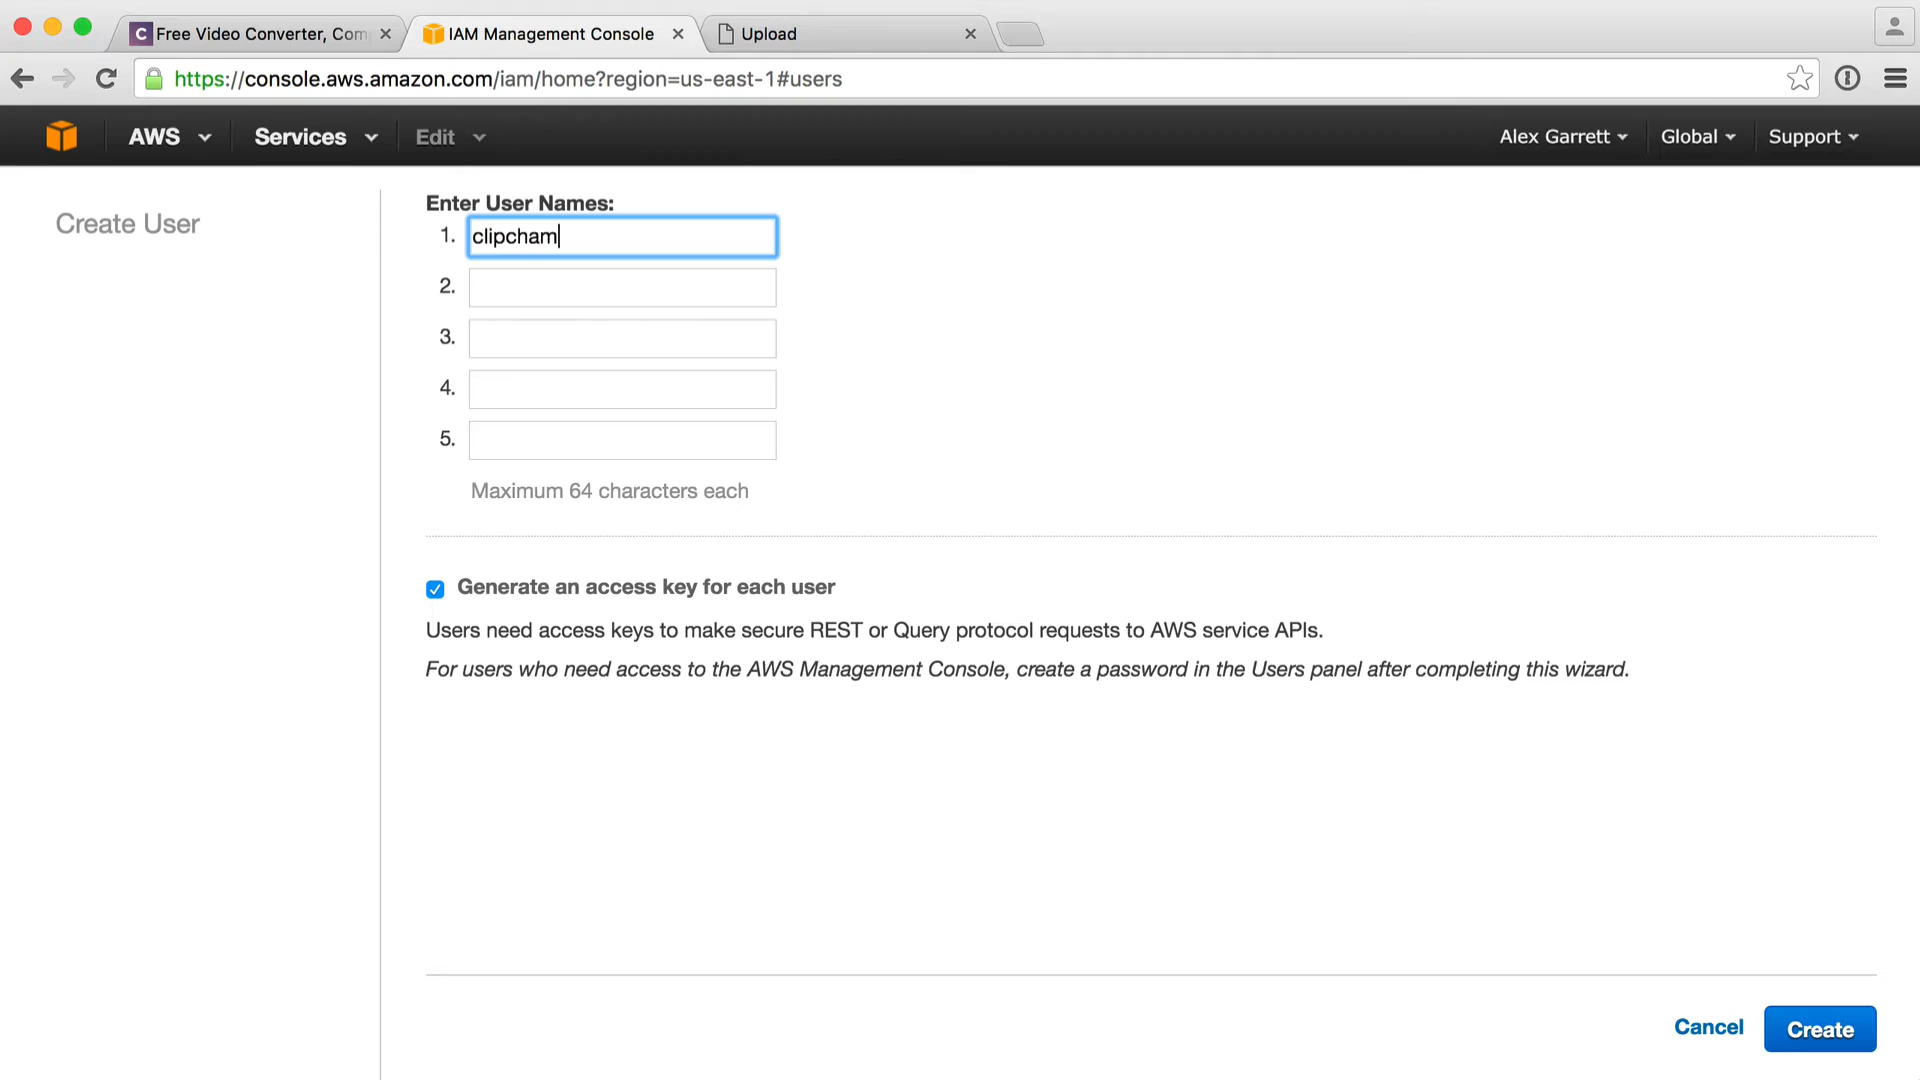 C Free Video Converter, Com
IAM Management Console
Upload
https://console.aws.amazon.com/iam/home?region=us-east-1#users
AWS Services Edit Alex Garrett Global Support
Create User
Enter User Names:
1. clipcham
2.
3.
4.
5.
Maximum 64 characters each
Generate an access key for each user
Users need access keys to make secure REST or Query protocol requests to AWS service APIs.
For users who need access to the AWS Management Console, create a password in the Users panel after completing this wizard.
Cancel Create